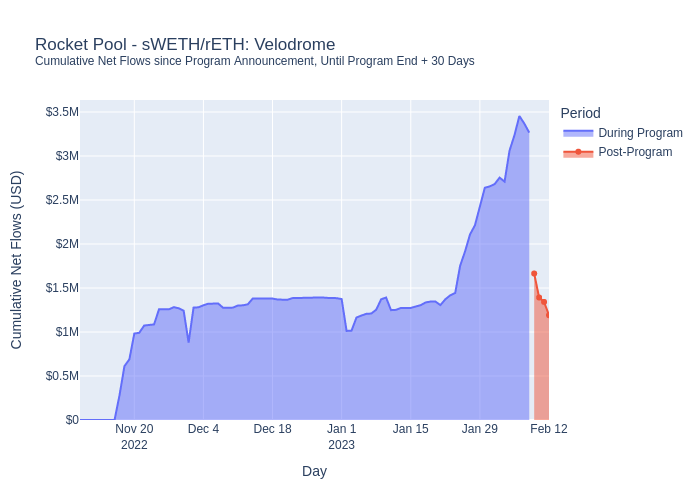 Rocket Pool - sWETH/rETH: Velodrome
Cumulative Net Flows since Program Announcement, Until Program End + 30 Days
Period
During Program
Post-Program
Cumulative Net Flows (USD)
$3.5M
$3M
$2.5M
$2M
$1.5M
$1M
$0.5M
$0
Nov 20
2022
Dec 4
Dec 18
Jan 1
2023
Jan 15
Jan 29
Feb 12
Day